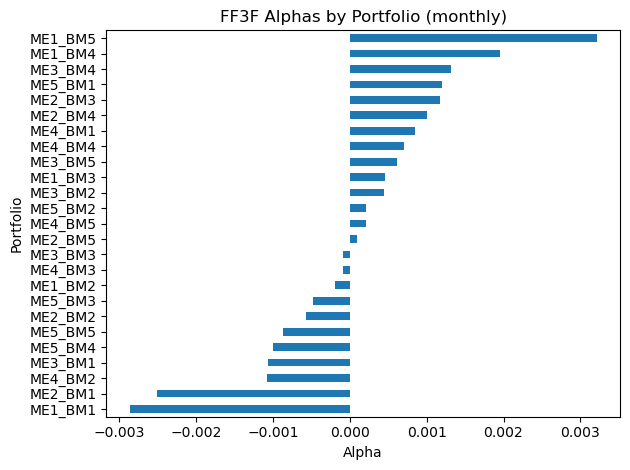 FF3F Alphas by Portfolio (monthly)
Portfolio
ME1_BM5
ME1_BM4
ME3_BM4
ME5_BM1
ME2_BM3
ME2_BM4
ME4_BM1
ME4_BM4
ME3_BM5
ME1_BM3
ME3_BM2
ME5_BM2
ME4_BM5
ME2_BM5
ME3_BM3
ME4_BM3
ME1_BM2
ME5_BM3
ME2_BM2
ME5_BM5
ME5_BM4
ME3_BM1
ME4_BM2
ME2_BM1
ME1_BM1
−0.003 −0.002 −0.001 0.000 0.001 0.002 0.003
Alpha